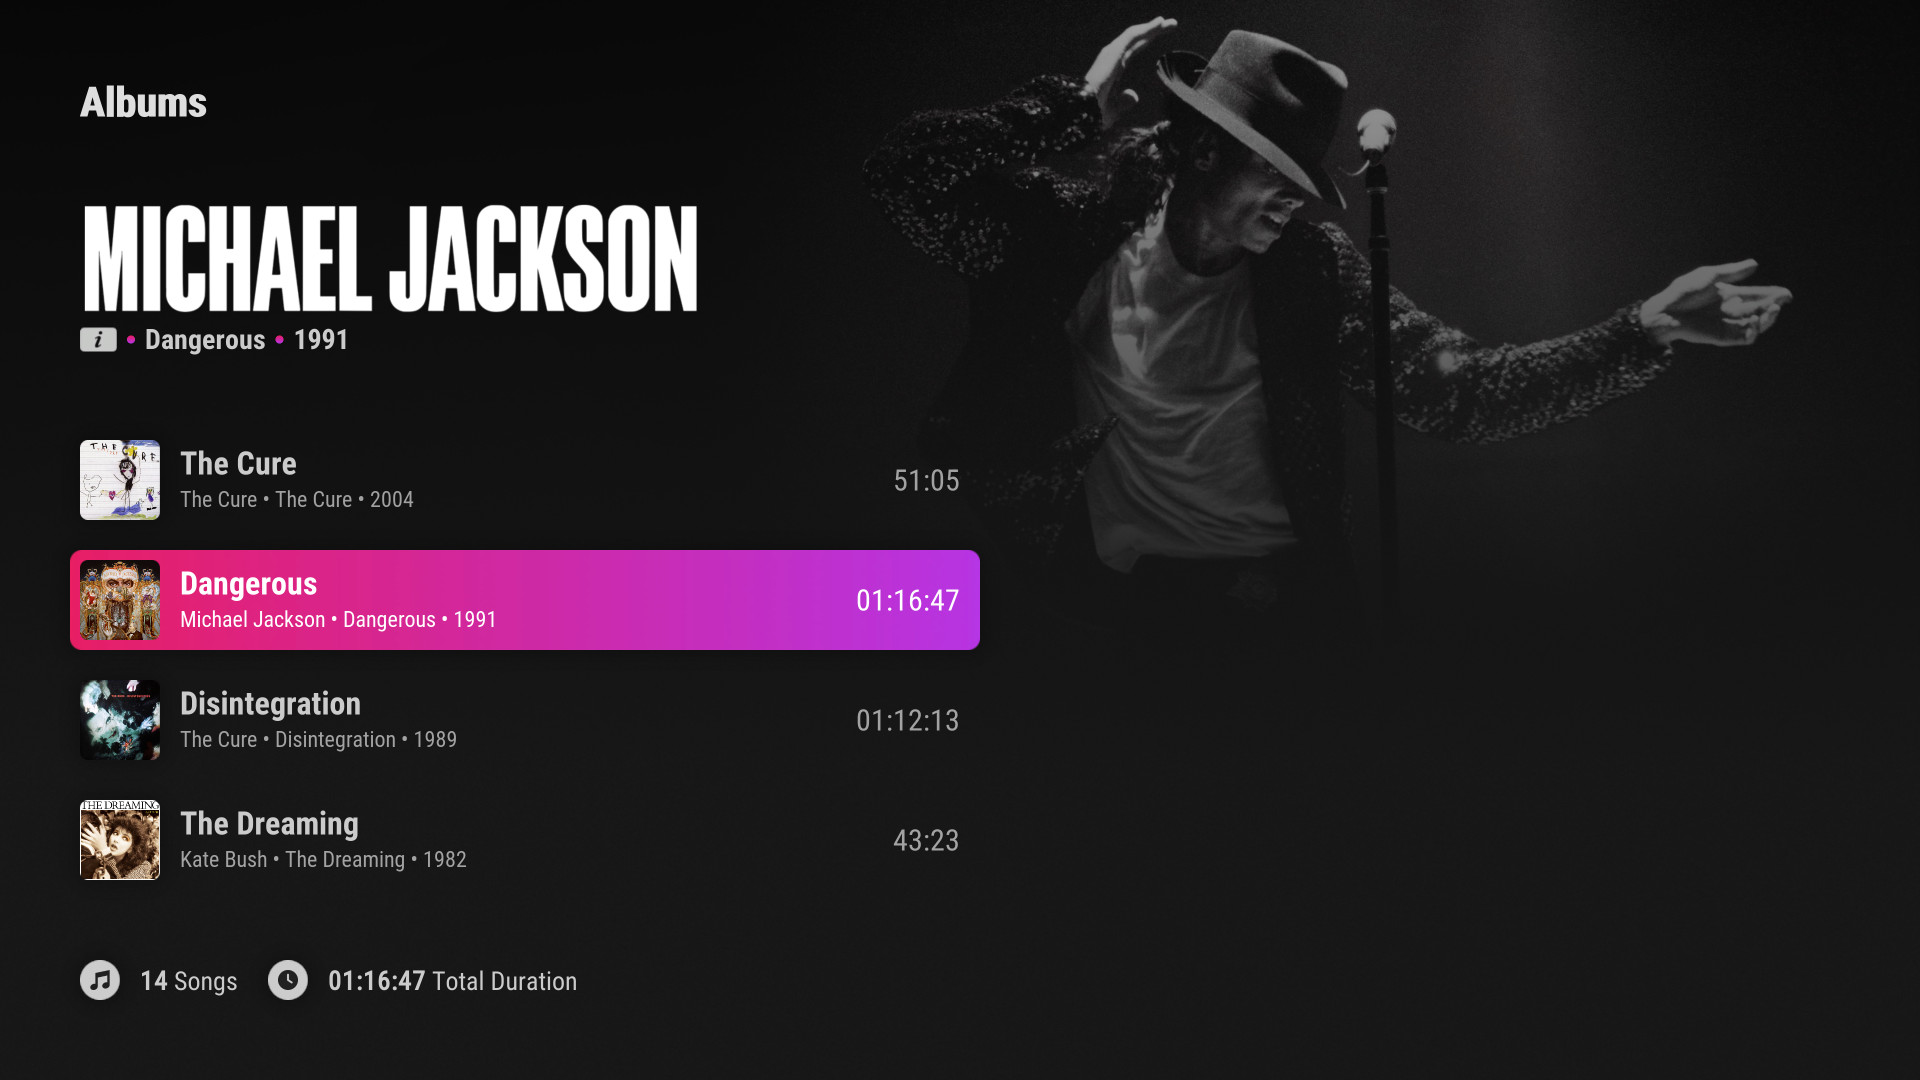 Albums
MICHAEL JACKSON
i • Dangerous • 1991
THE CURE
The Cure
The Cure • The Cure • 2004
51:05
Dangerous
Michael Jackson • Dangerous • 1991
01:16:47
Disintegration
The Cure • Disintegration • 1989
01:12:13
THE DREAMING
The Dreaming
Kate Bush • The Dreaming • 1982
43:23
14 Songs
01:16:47 Total Duration